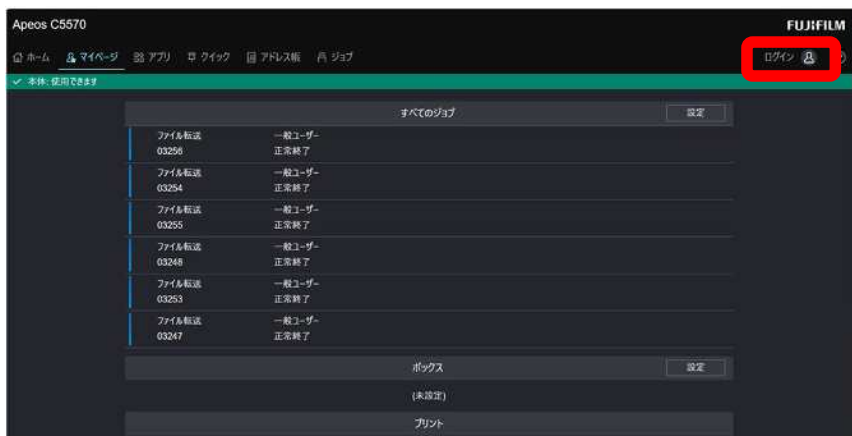 Apeos C5570
FUJIFILM
ホーム マイページ アプリ クイック アドレス帳 ジョブ
ログイン
本体: 使用できます
すべてのジョブ 設定
ファイル転送 一般ユーザー
03256 正常終了
ファイル転送 一般ユーザー
03254 正常終了
ファイル転送 一般ユーザー
03255 正常終了
ファイル転送 一般ユーザー
03248 正常終了
ファイル転送 一般ユーザー
03253 正常終了
ファイル転送 一般ユーザー
03247 正常終了
ボックス 設定
(未設定)
プリント